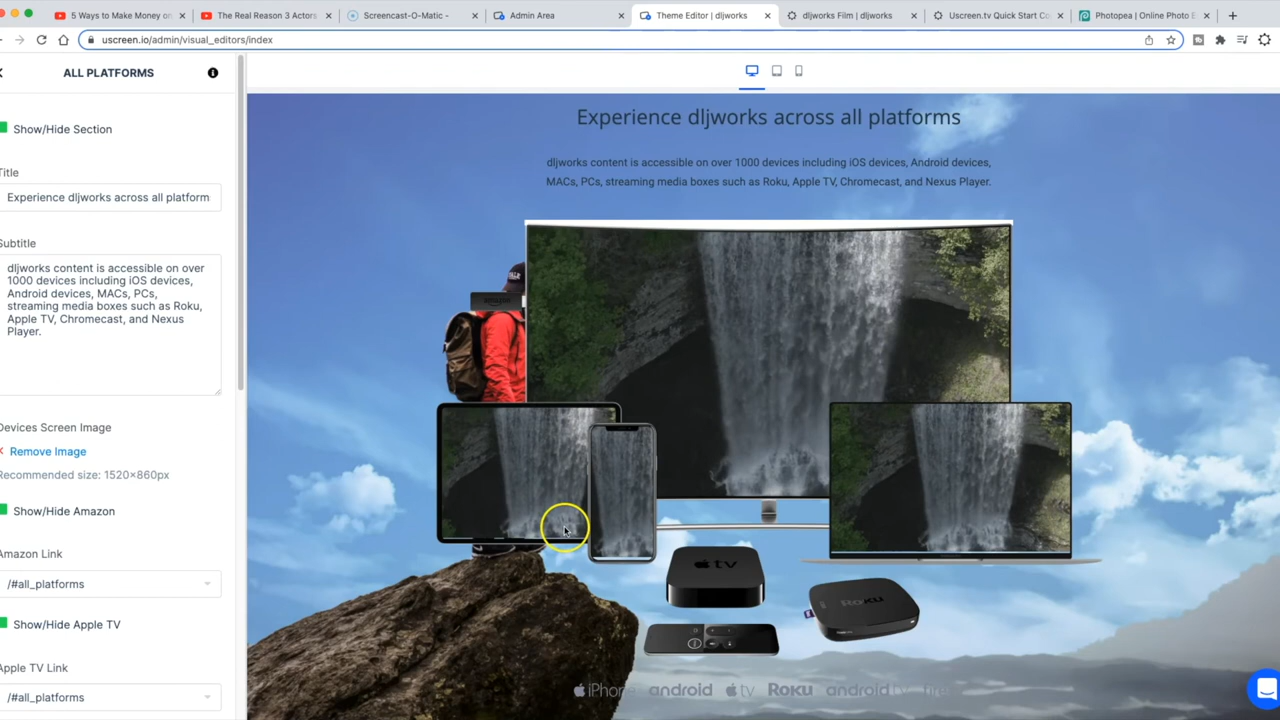 5 Ways to Make Money on
The Real Reason 3 Actors,
Screencast-O-Matic -
Admin Area
Theme Editor | dljworks
dljworks Film | dljworks
Uscreen.tv Quick Start Co
Photopea | Online Photo E
uscreen.io/admin/visual_editors/index
ALL PLATFORMS
Show/Hide Section
Title
Experience dljworks across all platform
Subtitle
dljworks content is accessible on over
1000 devices including iOS devices,
Android devices, MACs, PCs,
streaming media boxes such as Roku,
Apple TV, Chromecast, and Nexus
Player.
Devices Screen Image
Remove Image
Recommended size: 1520×860px
Show/Hide Amazon
Amazon Link
/#all_platforms
Show/Hide Apple TV
Apple TV Link
/#all_platforms
Experience dljworks across all platforms
dljworks content is accessible on over 1000 devices including iOS devices, Android devices,
MACs, PCs, streaming media boxes such as Roku, Apple TV, Chromecast, and Nexus Player.
amazon
tv
ROKU
iPhone android tv ROKU android tv fire